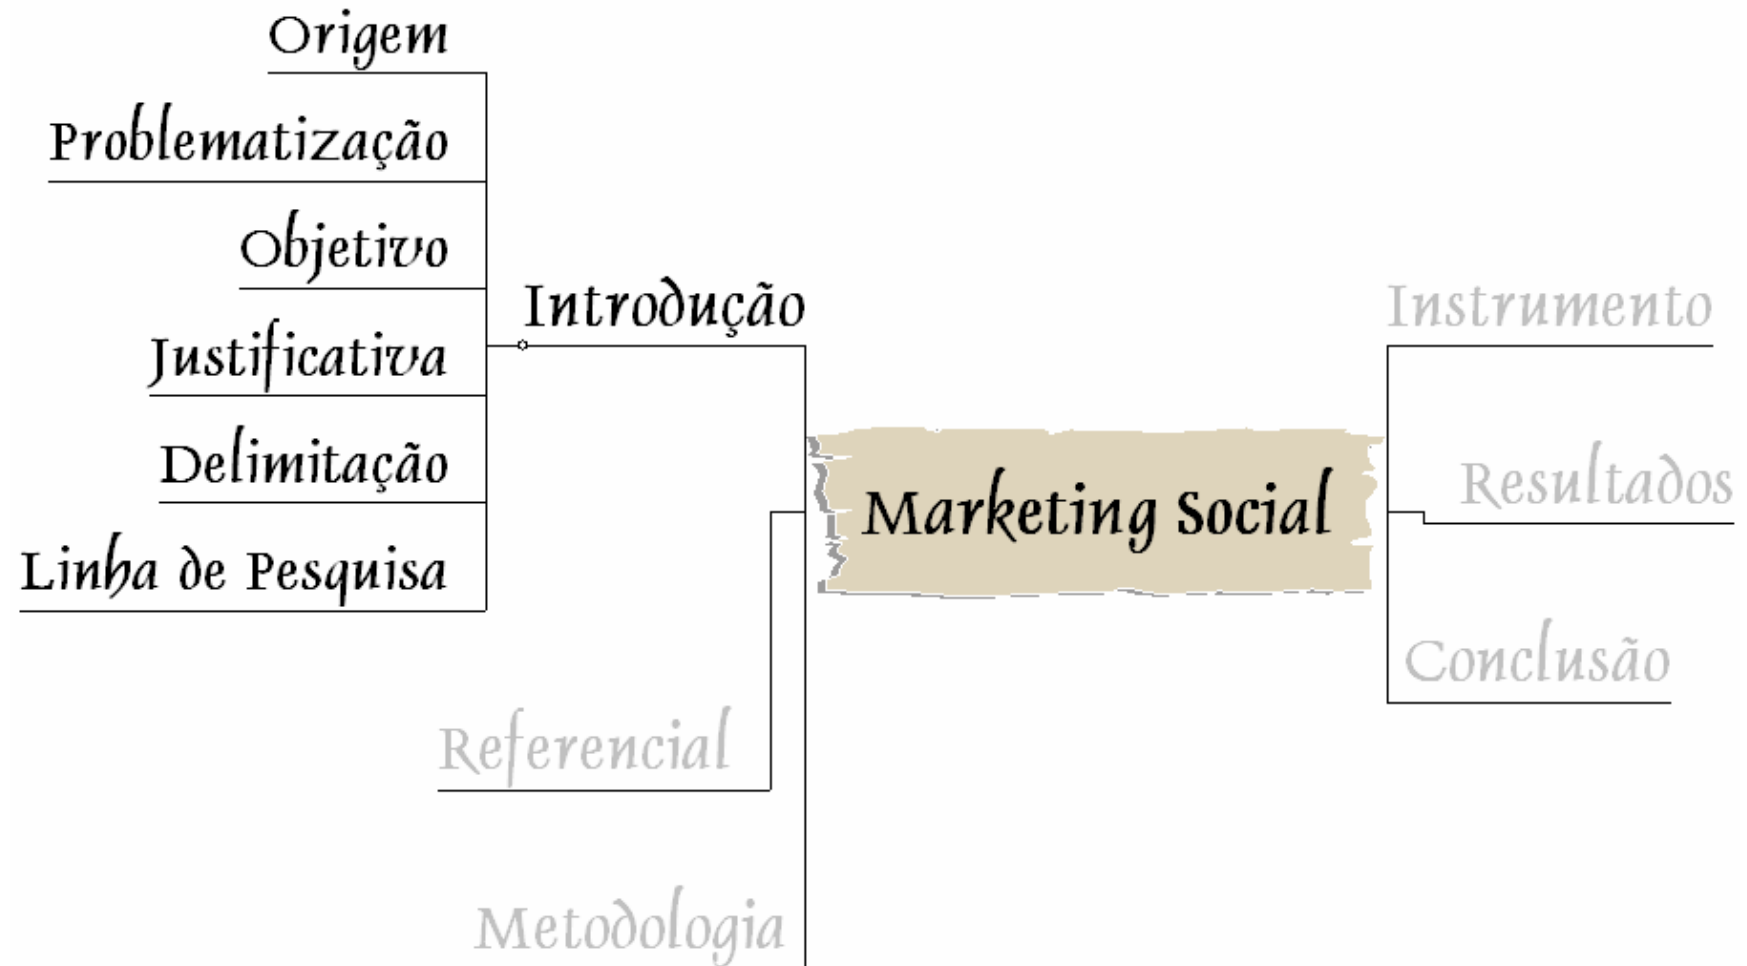 Origem
Problematização
Objetivo
Justificativa
Delimitação
Linha de Pesquisa
Introdução
Referencial
Metodologia
Marketing Social
Instrumento
Resultados
Conclusão